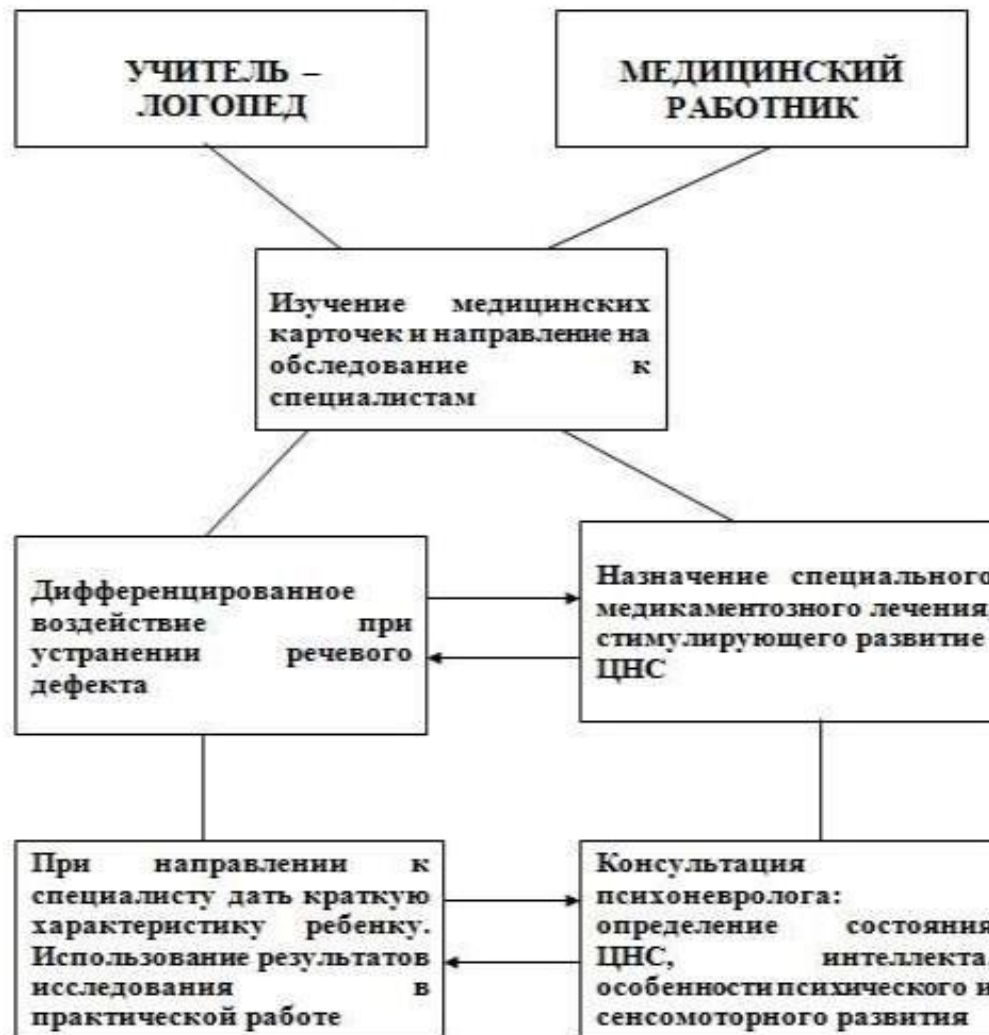 УЧИТЕЛЬ –
ЛОГОПЕД
МЕДИЦИНСКИЙ
РАБОТНИК
Изучение медицинских
карточек и направление на
обследование к
специалистам
Дифференцированное
воздействие при
устранении речевого
дефекта
Назначение специального
медикаментозного лечения,
стимулирующего развитие
ЦНС
При направлении к
специалисту дать краткую
характеристику ребенку.
Использование результатов
исследования в
практической работе
Консультация
психоневролога:
определение состояния
ЦНС, интеллекта,
особенности психического и
сенсомоторного развития